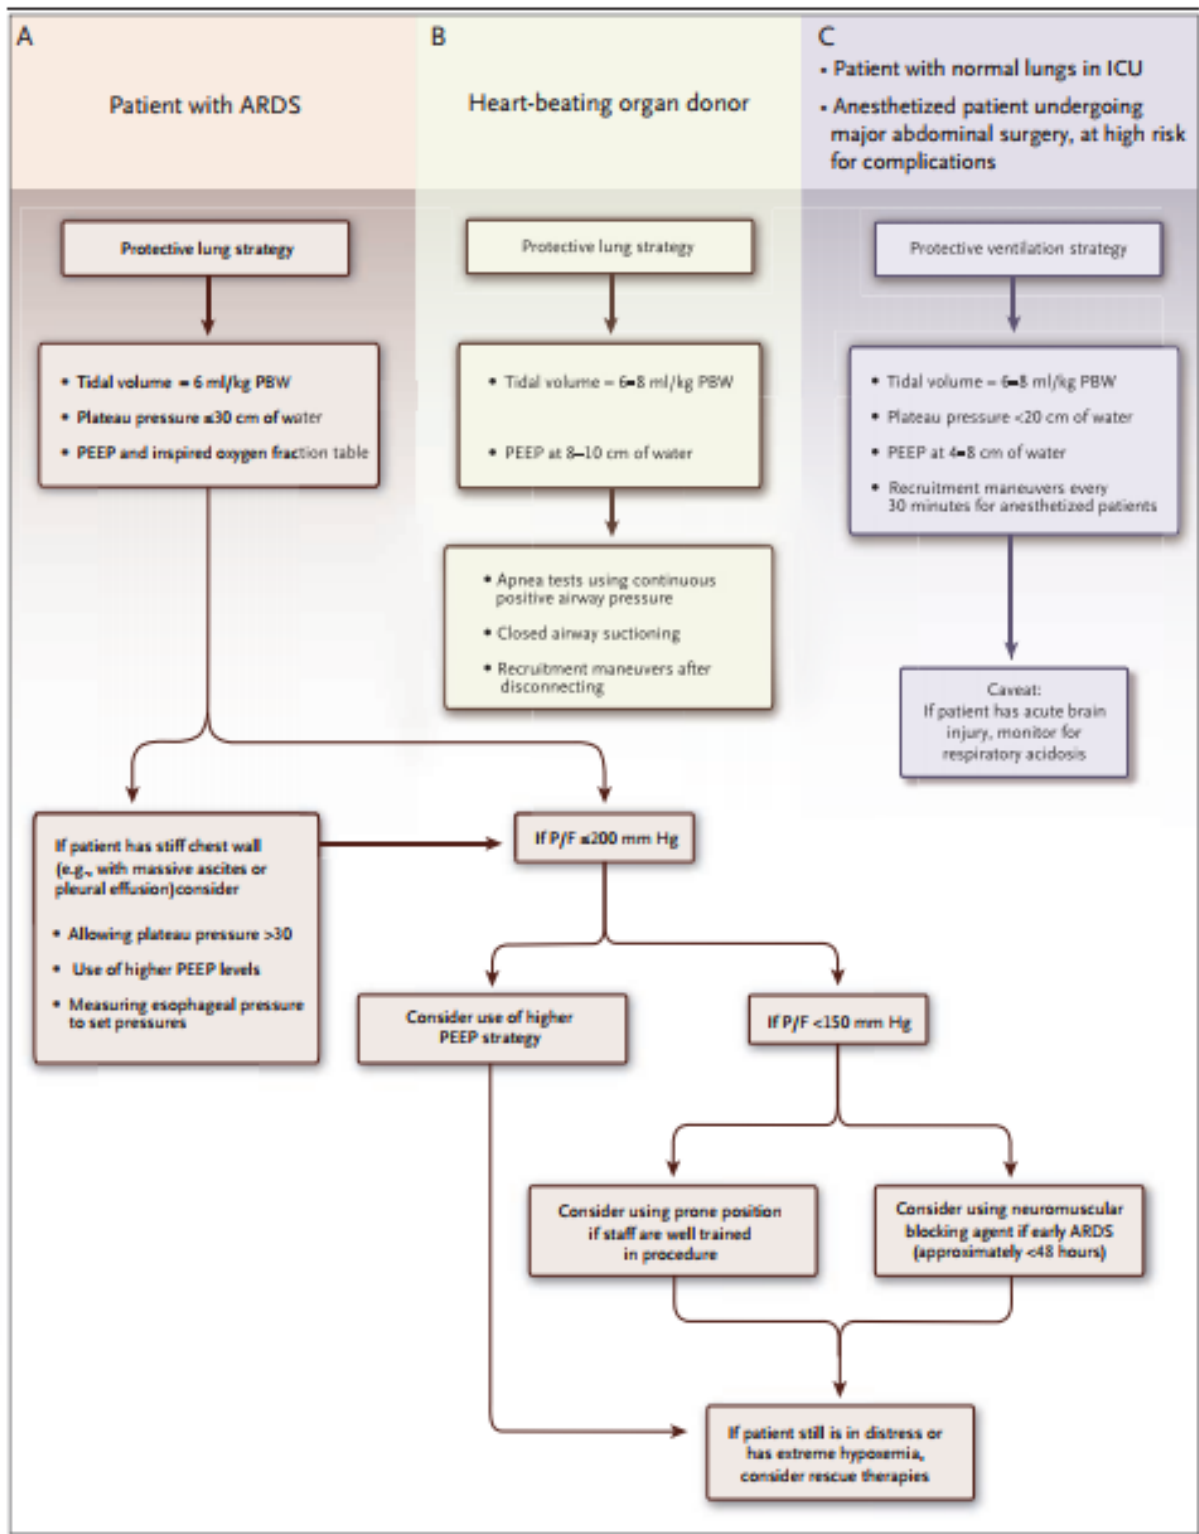 A
Patient with ARDS
B
Heart-beating organ donor
C
• Patient with normal lungs in ICU
• Anesthetized patient undergoing
major abdominal surgery, at high risk
for complications
Protective lung strategy
• Tidal volume = 6 ml/kg PBW
• Plateau pressure ≤30 cm of water
• PEEP and inspired oxygen fraction table
Protective lung strategy
• Tidal volume = 6–8 ml/kg PBW
• PEEP at 8–10 cm of water
• Apnea tests using continuous
positive airway pressure
• Closed airway suctioning
• Recruitment maneuvers after
disconnecting
Protective ventilation strategy
• Tidal volume = 6–8 ml/kg PBW
• Plateau pressure <20 cm of water
• PEEP at 4–8 cm of water
• Recruitment maneuvers every
30 minutes for anesthetized patients
Caveat:
If patient has acute brain
injury, monitor for
respiratory acidosis
If patient has stiff chest wall
(e.g., with massive ascites or
pleural effusion)consider
• Allowing plateau pressure >30
• Use of higher PEEP levels
• Measuring esophageal pressure
to set pressures
If P/F ≤200 mm Hg
Consider use of higher
PEEP strategy
If P/F <150 mm Hg
Consider using prone position
if staff are well trained
in procedure
Consider using neuromuscular
blocking agent if early ARDS
(approximately <48 hours)
If patient still is in distress or
has extreme hypoxemia,
consider rescue therapies